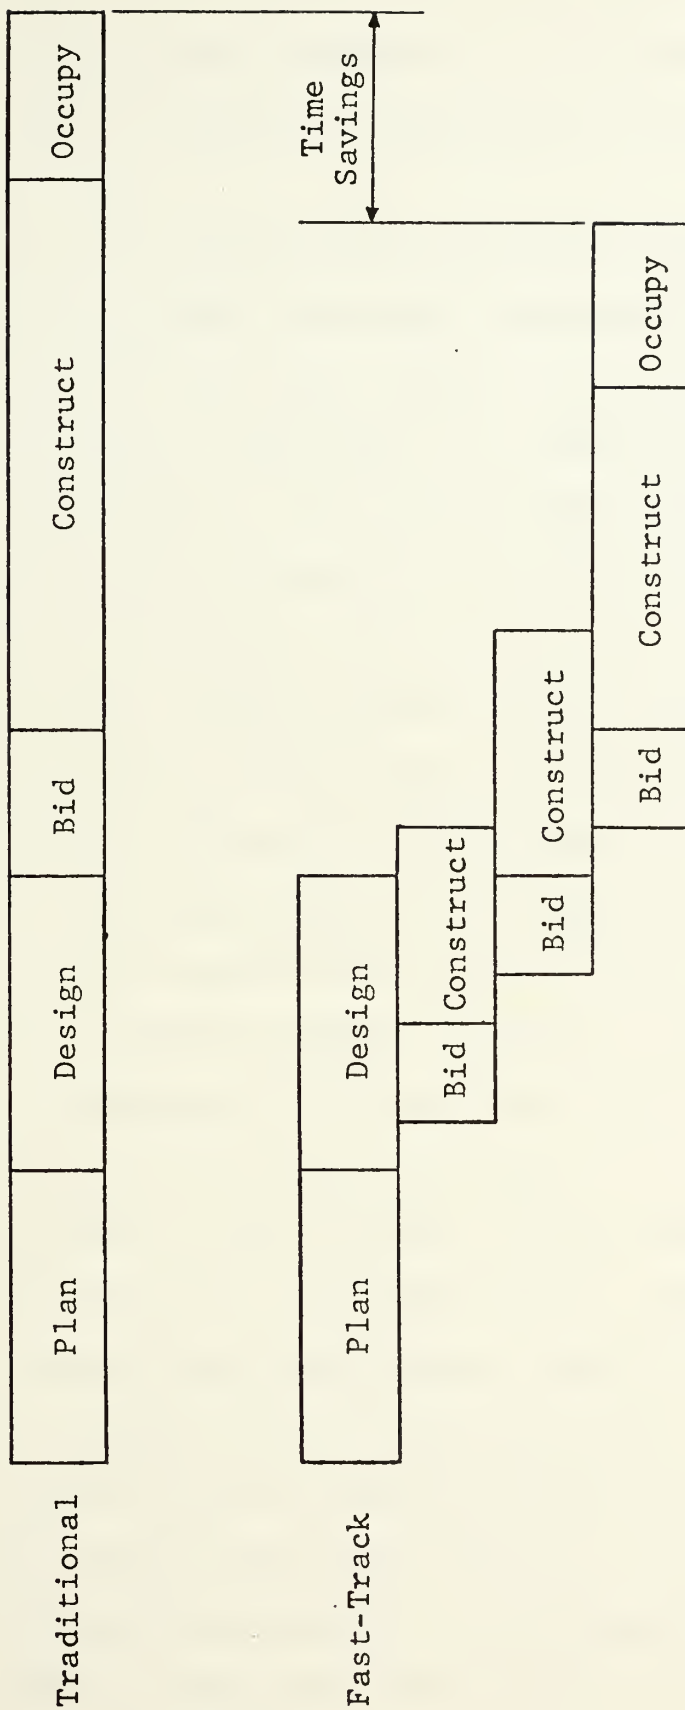 Traditional
Plan
Design
Bid
Construct
Occupy
Time
Savings
Fast-Track
Plan
Design
Bid
Construct
Bid
Construct
Bid
Construct
Occupy